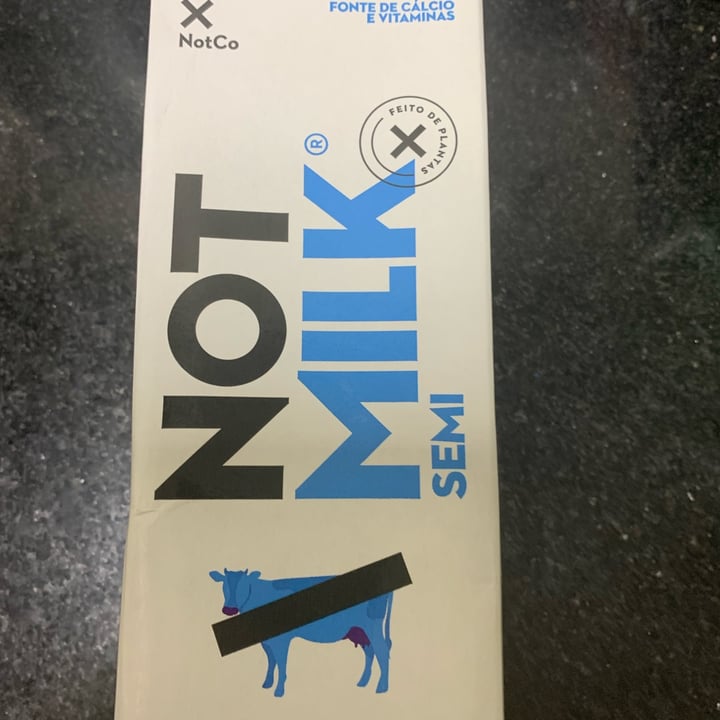 NotCo
FONTE DE CÁLCIO
E VITAMINAS
FEITO DE PLANTAS
NOT
MILK®
SEMI